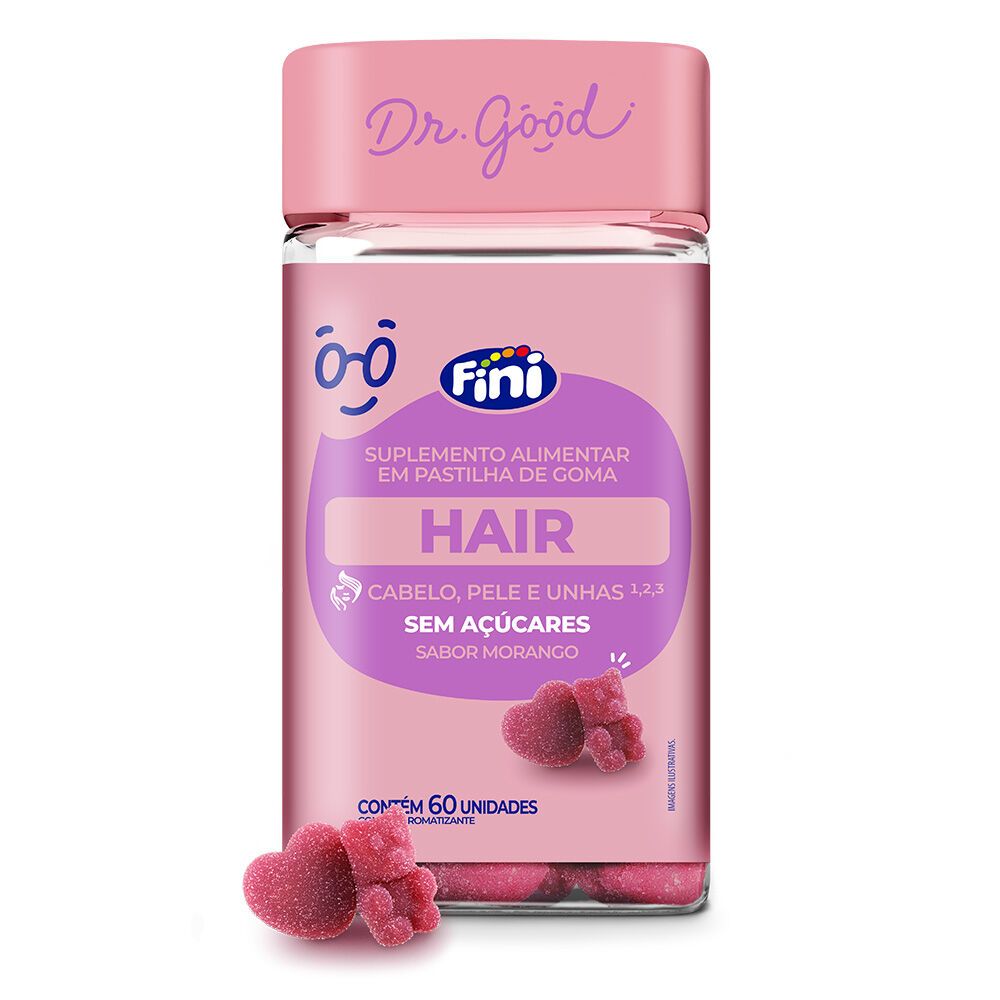 Dr. Good
Fini
SUPLEMENTO ALIMENTAR
EM PASTILHA DE GOMA
HAIR
CABELO, PELE E UNHAS 1,2,3
SEM AÇÚCARES
SABOR MORANGO
IMAGENS ILUSTRATIVAS.
CONTÉM 60 UNIDADES